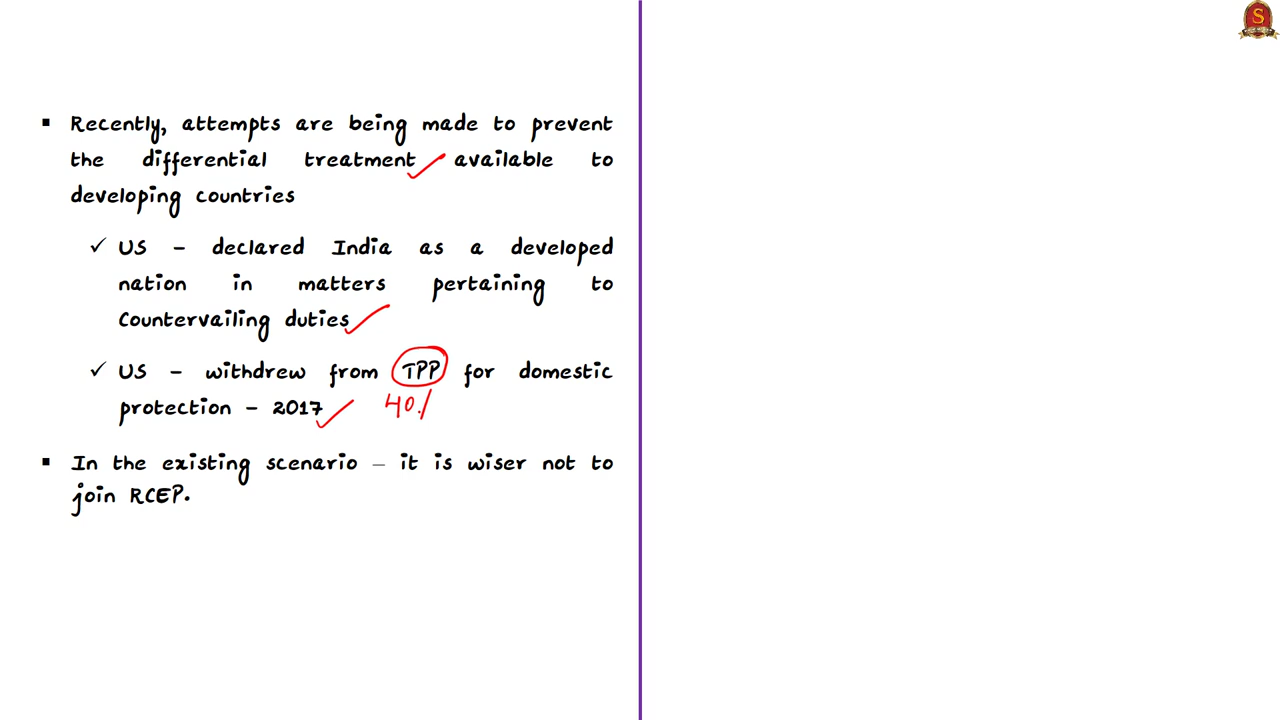 ▪ Recently, attempts are being made to prevent
the differential treatment available to
developing countries
✓ US - declared India as a developed
nation in matters pertaining to
Countervailing duties
✓ US - withdrew from TPP for domestic
protection - 2017 40%
▪ In the existing scenario – it is wiser not to
join RCEP.
S